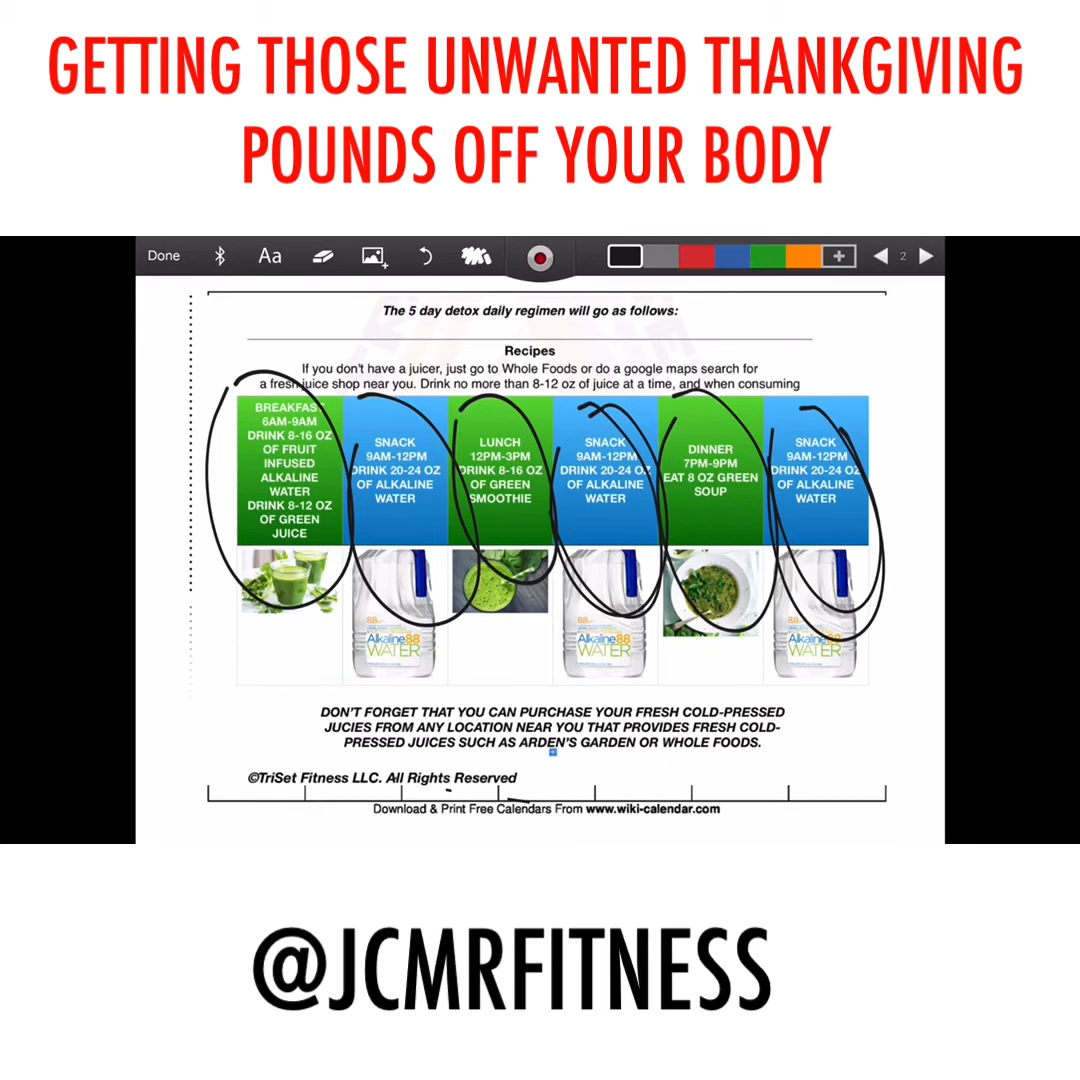 GETTING THOSE UNWANTED THANKGIVING
POUNDS OFF YOUR BODY
Done
Aa
2
The 5 day detox daily regimen will go as follows:
Recipes
If you don't have a juicer, just go to Whole Foods or do a google maps search for
a fresh juice shop near you. Drink no more than 8-12 oz of juice at a time, and when consuming
BREAKFAST
6AM-9AM
DRINK 8-16 OZ
OF FRUIT
INFUSED
ALKALINE
WATER
DRINK 8-12 OZ
OF GREEN
JUICE
SNACK
9AM-12PM
DRINK 20-24 OZ
OF ALKALINE
WATER
LUNCH
12PM-3PM
DRINK 8-16 OZ
OF GREEN
SMOOTHIE
SNACK
9AM-12PM
DRINK 20-24 OZ
OF ALKALINE
WATER
DINNER
7PM-9PM
EAT 8 OZ GREEN
SOUP
SNACK
9AM-12PM
DRINK 20-24 OZ
OF ALKALINE
WATER
8.8
Alkaline88
WATER
8.8
Alkaline88
WATER
8.8
Alkaline88
WATER
DON'T FORGET THAT YOU CAN PURCHASE YOUR FRESH COLD-PRESSED
JUCIES FROM ANY LOCATION NEAR YOU THAT PROVIDES FRESH COLD-
PRESSED JUICES SUCH AS ARDEN'S GARDEN OR WHOLE FOODS.
©TriSet Fitness LLC. All Rights Reserved
Download & Print Free Calendars From www.wiki-calendar.com
@JCMRFITNESS